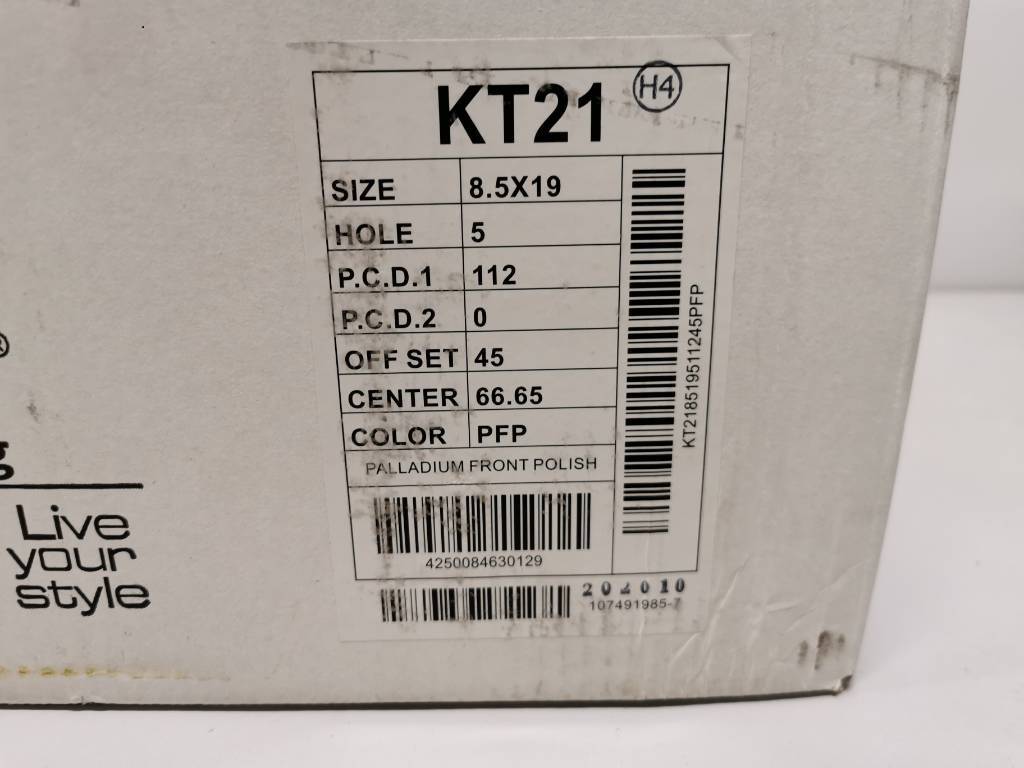 KT21 H4
SIZE 8.5X19
HOLE 5
P.C.D.1 112
P.C.D.2 0
OFF SET 45
CENTER 66.65
COLOR PFP
PALLADIUM FRONT POLISH
KT218519511245PFP
4250084630129
107491985-7
®
Live
your
style